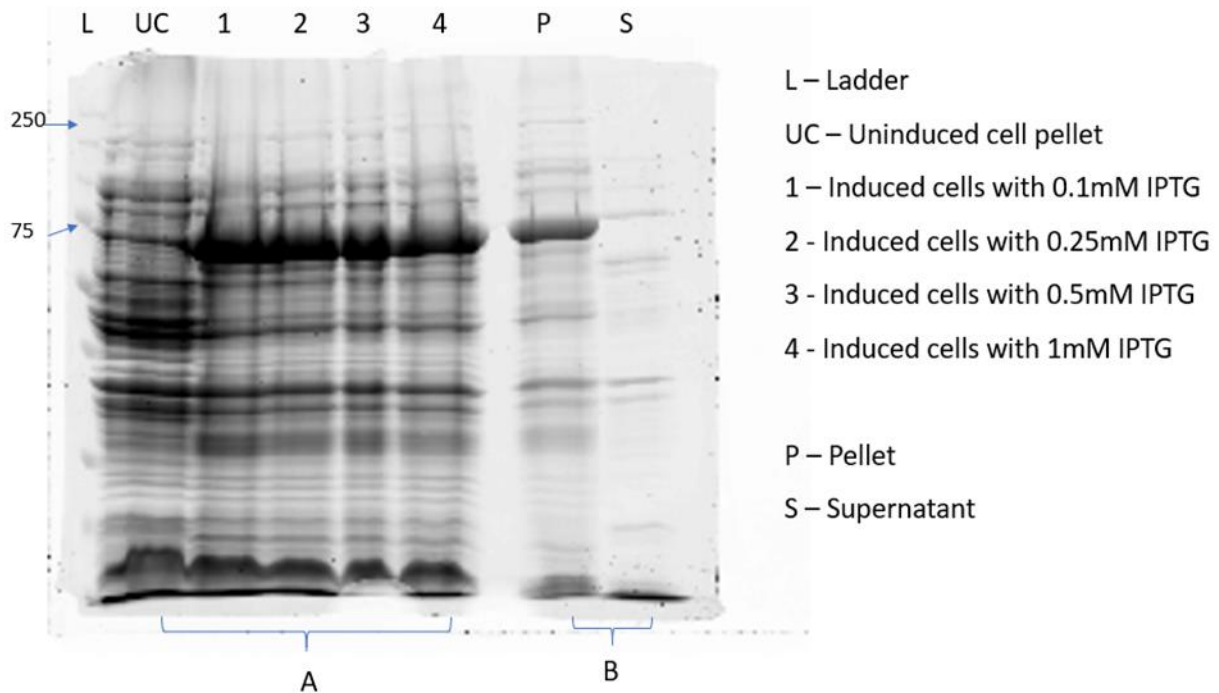 L UC 1 2 3 4 P S
250
75
A
B
L – Ladder
UC – Uninduced cell pellet
1 – Induced cells with 0.1mM IPTG
2 - Induced cells with 0.25mM IPTG
3 - Induced cells with 0.5mM IPTG
4 - Induced cells with 1mM IPTG
P – Pellet
S – Supernatant